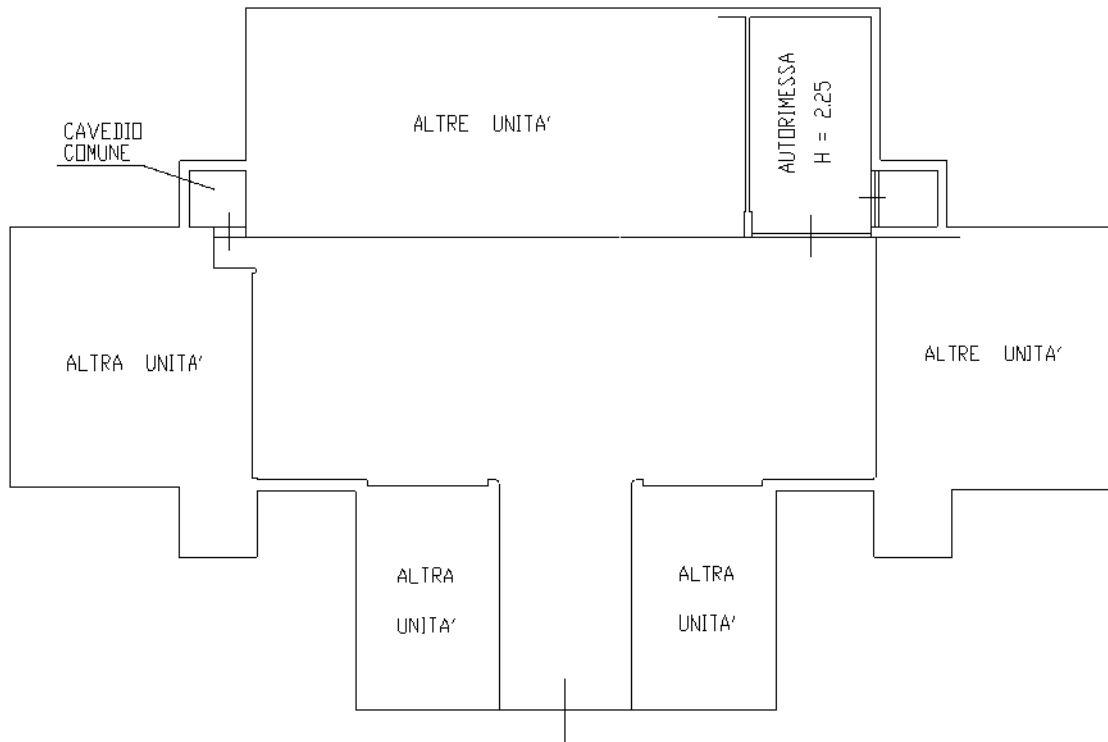 ALTRE UNITA'
AUTORIMESSA
H = 2.25
CAVEDIO
COMUNE
ALTRA UNITA'
ALTRE UNITA'
ALTRA
UNITA'
ALTRA
UNITA'